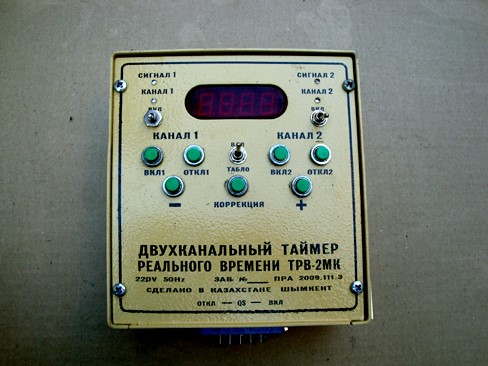 СИГНАЛ 1 СИГНАЛ 2
КАНАЛ 1 КАНАЛ 2
ВКЛ ВКЛ
КАНАЛ 1 ВКЛ КАНАЛ 2
ВКЛ1 ОТКЛ1 ТАБЛО ВКЛ2 ОТКЛ2
— КОРРЕКЦИЯ +
ДВУХКАНАЛЬНЫЙ ТАЙМЕР
РЕАЛЬНОГО ВРЕМЕНИ ТРВ-2МК
220V 50Hz ЗАВ №____ ПРА 2009.111.3
СДЕЛАНО В КАЗАХСТАНЕ ШЫМКЕНТ
ОТКЛ — QS — ВКЛ